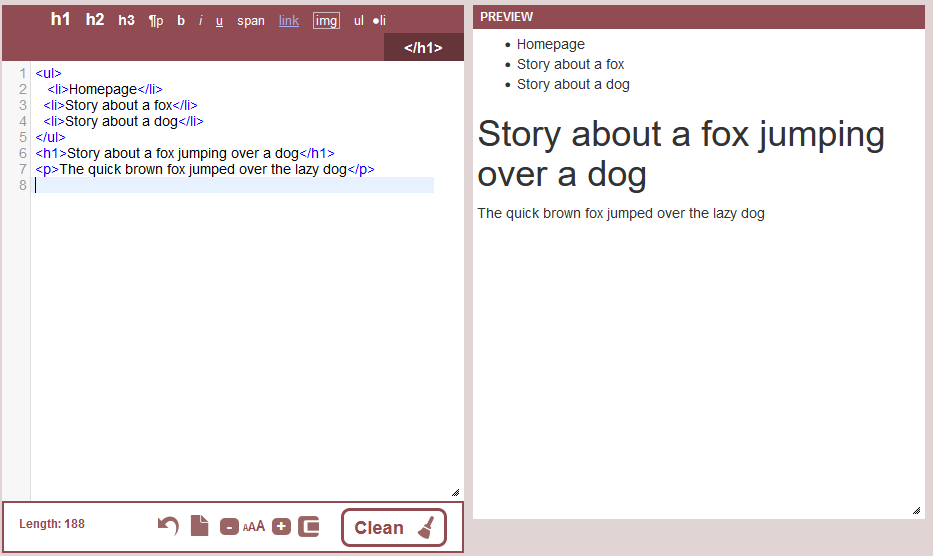 h1 h2 h3 ¶p b i u span link img ul ●li
</h1>
1 <ul>
2 <li>Homepage</li>
3 <li>Story about a fox</li>
4 <li>Story about a dog</li>
5 </ul>
6 <h1>Story about a fox jumping over a dog</h1>
7 <p>The quick brown fox jumped over the lazy dog</p>
8
Length: 188
- AAA +
Clean
PREVIEW
• Homepage
• Story about a fox
• Story about a dog
Story about a fox jumping
over a dog
The quick brown fox jumped over the lazy dog